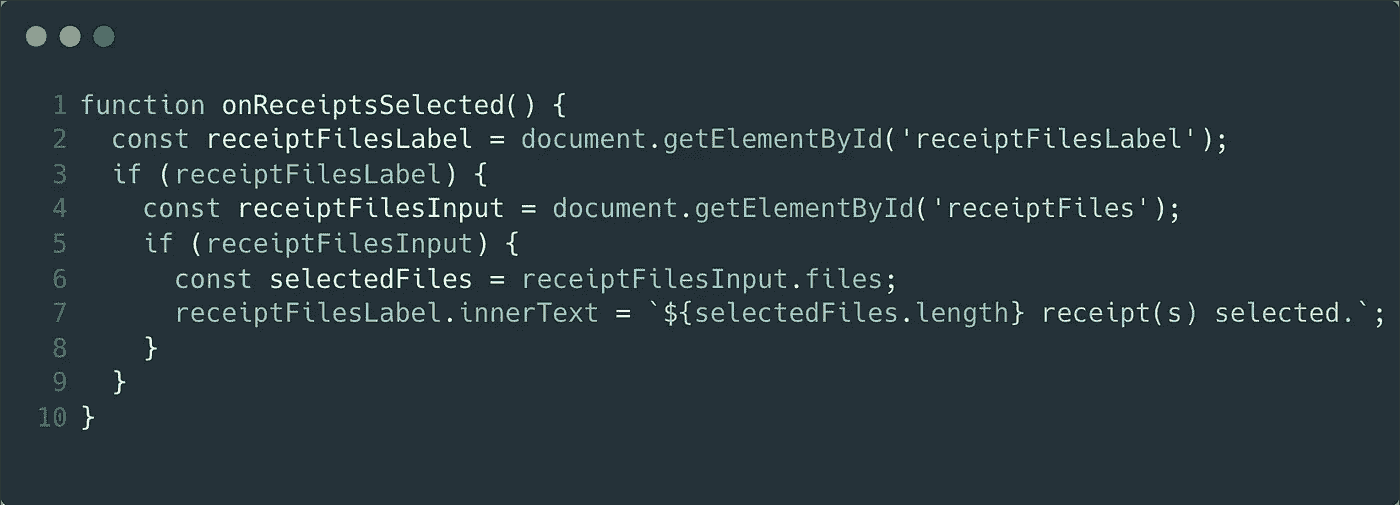 1 function onReceiptsSelected() {
2   const receiptFilesLabel = document.getElementById('receiptFilesLabel');
3   if (receiptFilesLabel) {
4     const receiptFilesInput = document.getElementById('receiptFiles');
5     if (receiptFilesInput) {
6       const selectedFiles = receiptFilesInput.files;
7       receiptFilesLabel.innerText = `${selectedFiles.length} receipt(s) selected.`;
8     }
9   }
10 }